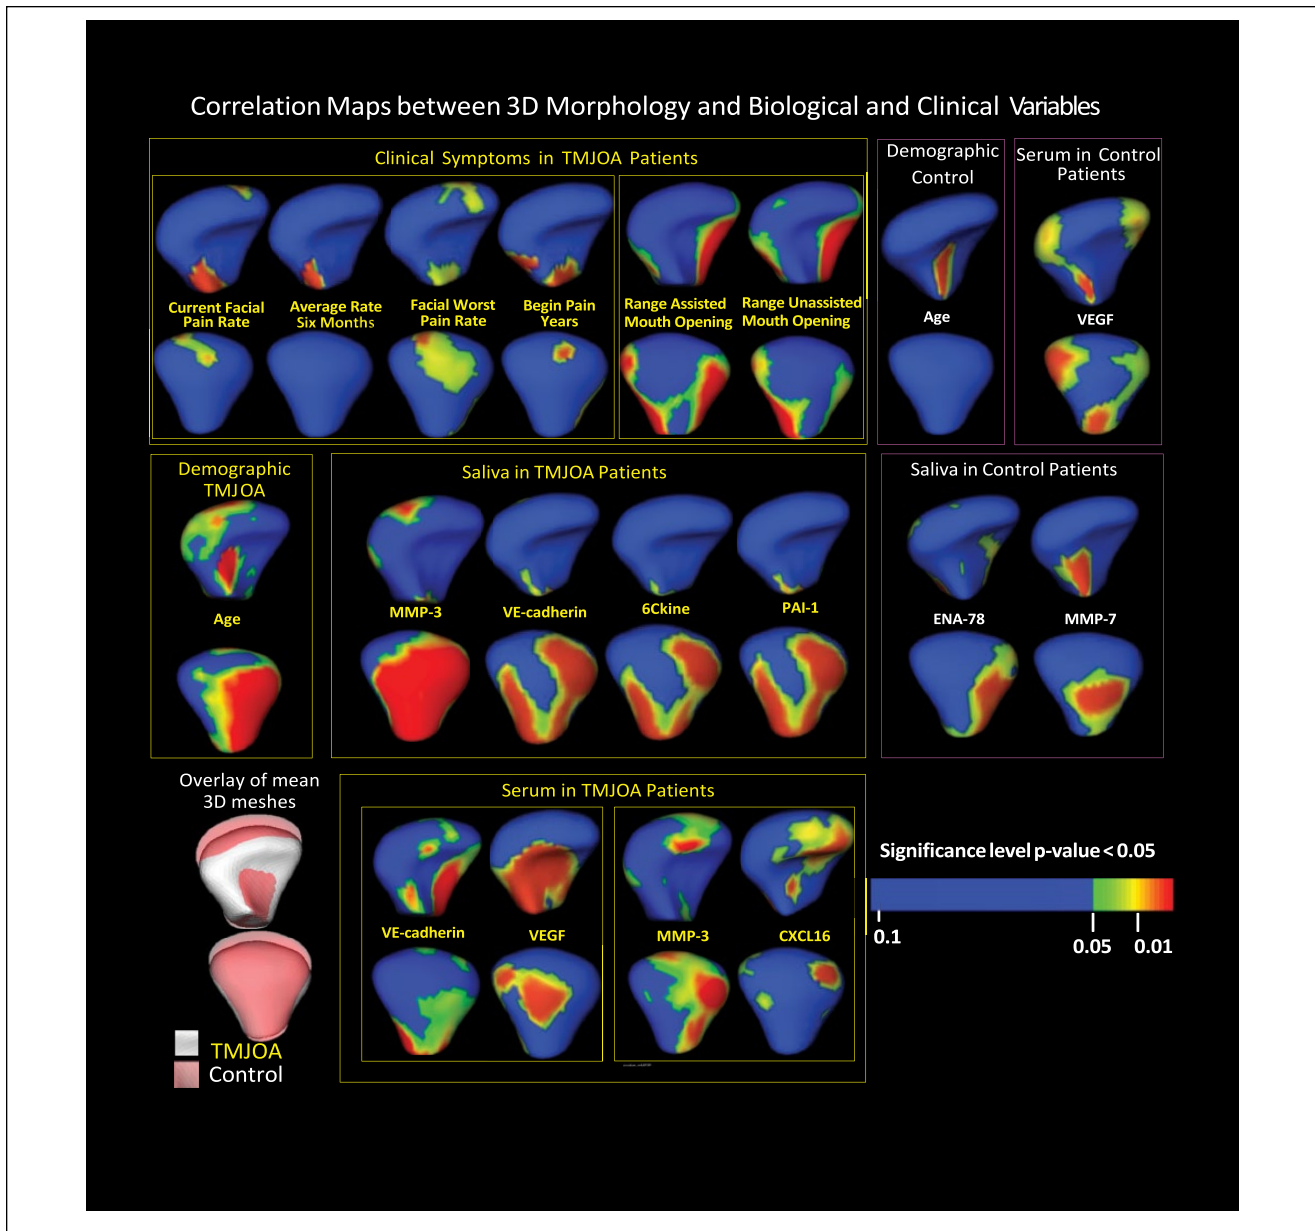 Correlation Maps between 3D Morphology and Biological and Clinical Variables
Clinical Symptoms in TMJOA Patients
Current Facial
Pain Rate
Average Rate
Six Months
Facial Worst
Pain Rate
Begin Pain
Years
Range Assisted
Mouth Opening
Range Unassisted
Mouth Opening
Demographic
Control
Age
Serum in Control
Patients
VEGF
Demographic
TMJOA
Age
Saliva in TMJOA Patients
MMP-3
VE-cadherin
6Ckine
PAI-1
Saliva in Control Patients
ENA-78
MMP-7
Overlay of mean
3D meshes
TMJOA
Control
Serum in TMJOA Patients
VE-cadherin
VEGF
MMP-3
CXCL16
Significance level p-value < 0.05
0.1
0.05
0.01